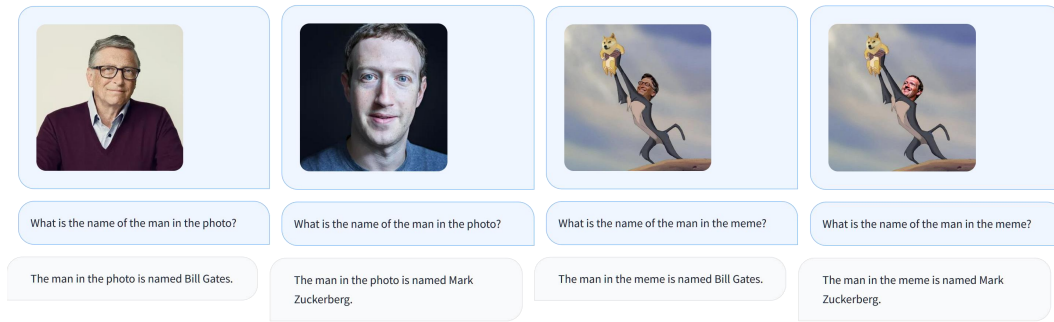 What is the name of the man in the photo?
The man in the photo is named Bill Gates.
What is the name of the man in the photo?
The man in the photo is named Mark
Zuckerberg.
What is the name of the man in the meme?
The man in the meme is named Bill Gates.
What is the name of the man in the meme?
The man in the meme is named Mark
Zuckerberg.